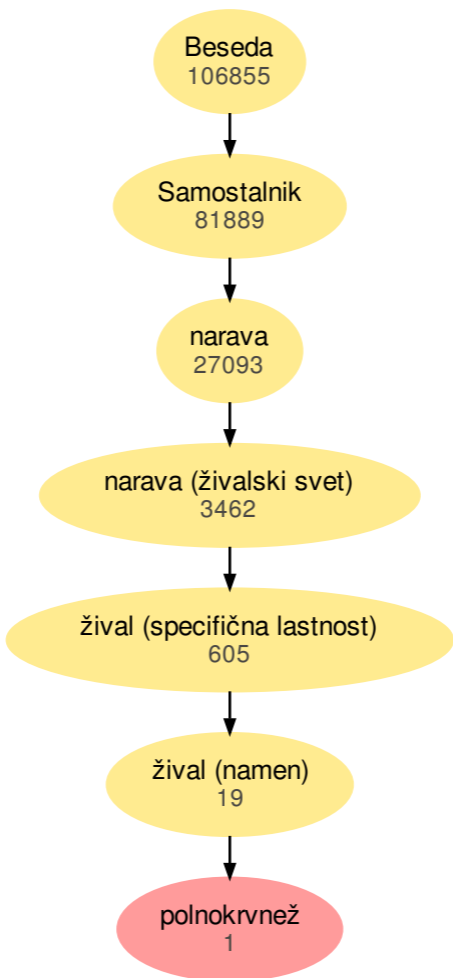 Beseda
106855
Samostalnik
81889
narava
27093
narava (živalski svet)
3462
žival (specifična lastnost)
605
žival (namen)
19
polnokrvnež
1